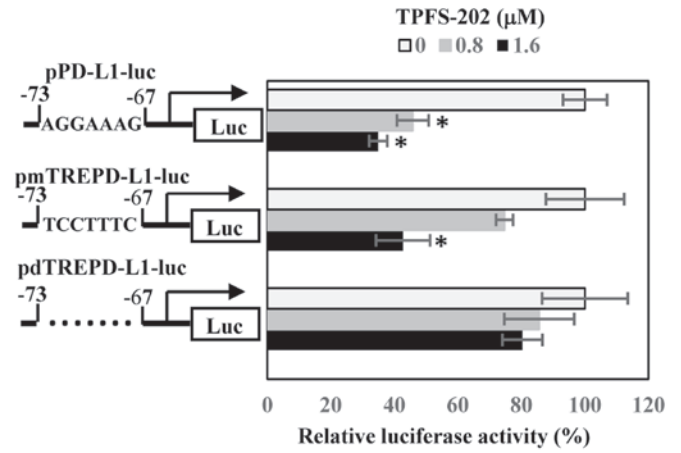 TPFS-202 (μM)
0 0.8 1.6
pPD-L1-luc
-73 -67
AGGAAAG Luc
*
*
pmTREPD-L1-luc
-73 -67
TCCTTTC Luc
*
pdTREPD-L1-luc
-73 -67
Luc
0 20 40 60 80 100 120
Relative luciferase activity (%)